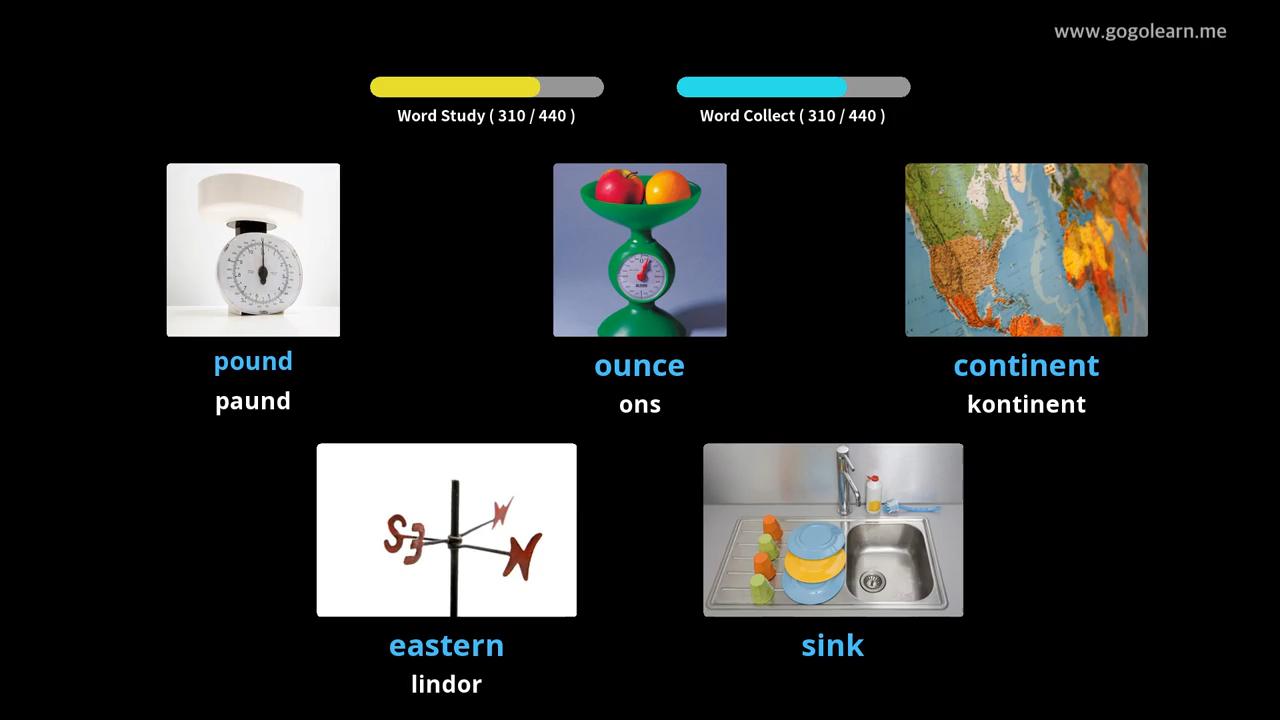 www.gogolearn.me
Word Study ( 310 / 440 )
Word Collect ( 310 / 440 )
pound
paund
ounce
ons
continent
kontinent
eastern
lindor
sink